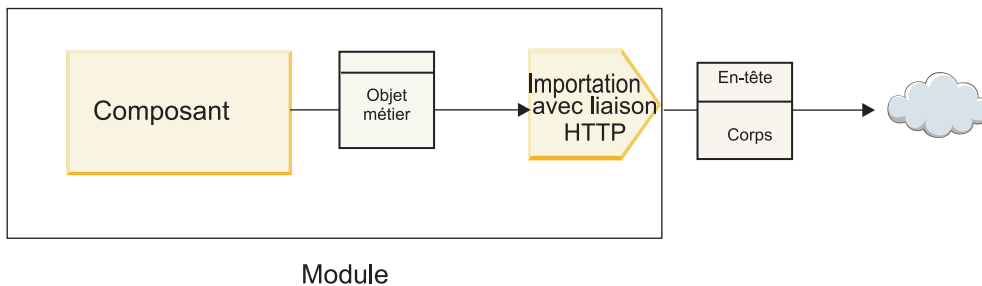 Composant
Objet
métier
Importation
avec liaison
HTTP
En-tête
Corps
Module